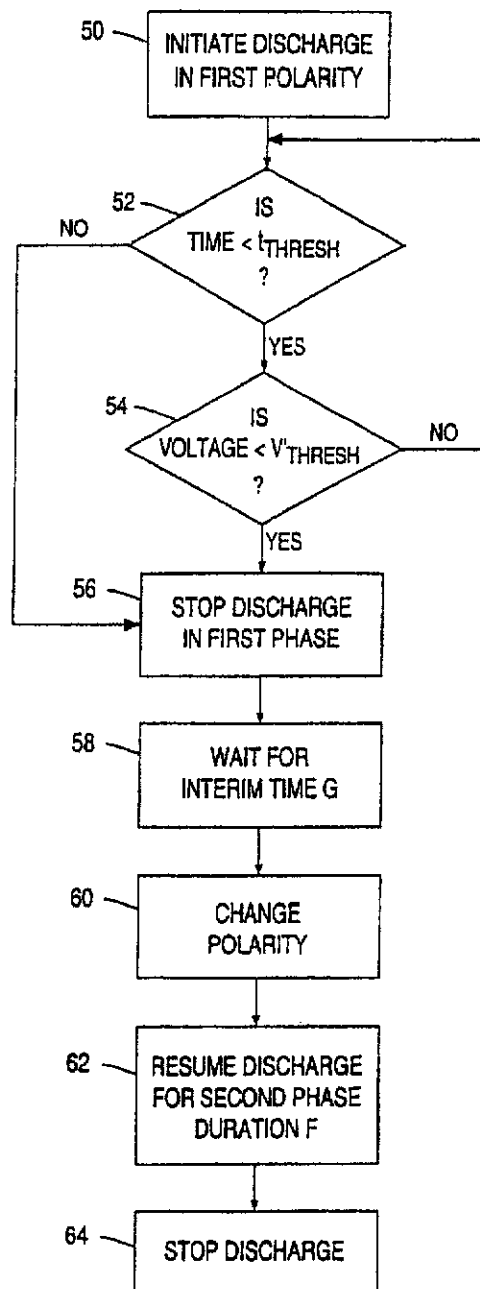 50
INITIATE DISCHARGE
IN FIRST POLARITY
52
IS
TIME < tTHRESH
?
NO
YES
54
IS
VOLTAGE < V'THRESH
?
NO
YES
56
STOP DISCHARGE
IN FIRST PHASE
58
WAIT FOR
INTERIM TIME G
60
CHANGE
POLARITY
62
RESUME DISCHARGE
FOR SECOND PHASE
DURATION F
64
STOP DISCHARGE